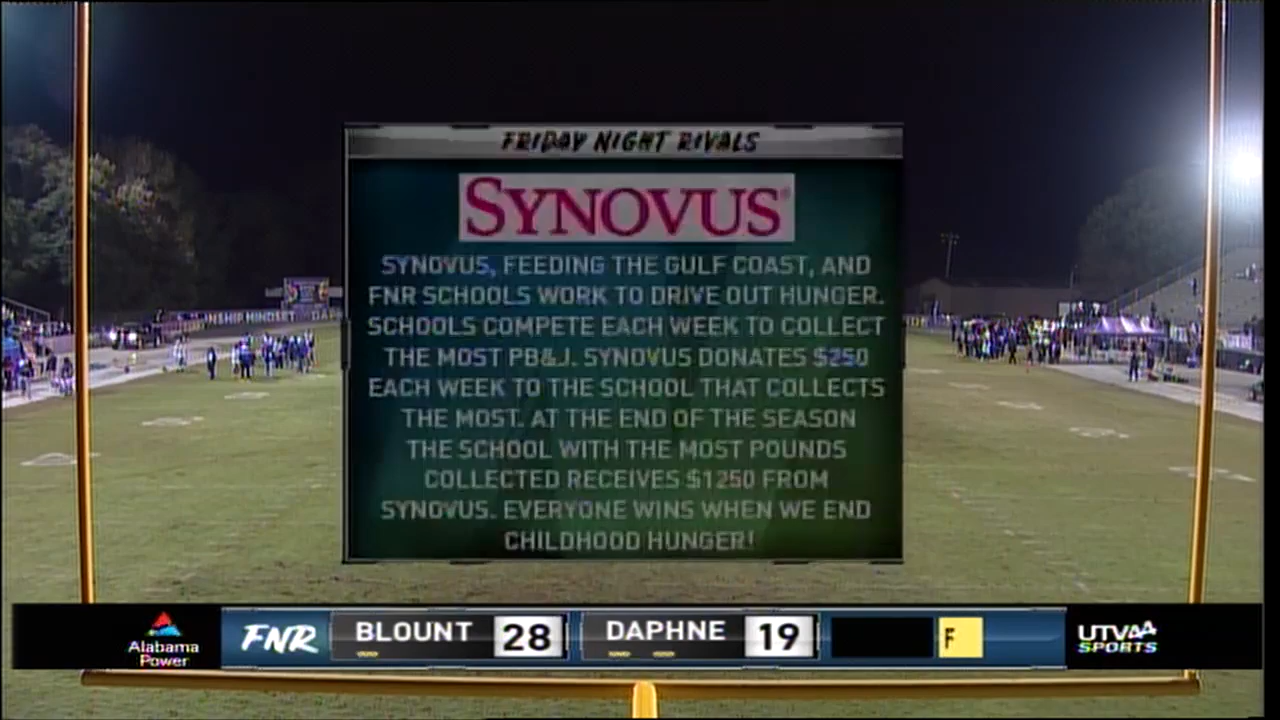 FRIDAY NIGHT RIVALS
SYNOVUS®
SYNOVUS, FEEDING THE GULF COAST, AND
FNR SCHOOLS WORK TO DRIVE OUT HUNGER.
SCHOOLS COMPETE EACH WEEK TO COLLECT
THE MOST PB&J. SYNOVUS DONATES $250
EACH WEEK TO THE SCHOOL THAT COLLECTS
THE MOST. AT THE END OF THE SEASON
THE SCHOOL WITH THE MOST POUNDS
COLLECTED RECEIVES $1250 FROM
SYNOVUS. EVERYONE WINS WHEN WE END
CHILDHOOD HUNGER!
Alabama
Power
FNR
BLOUNT 28
DAPHNE 19
F
UTV44
SPORTS